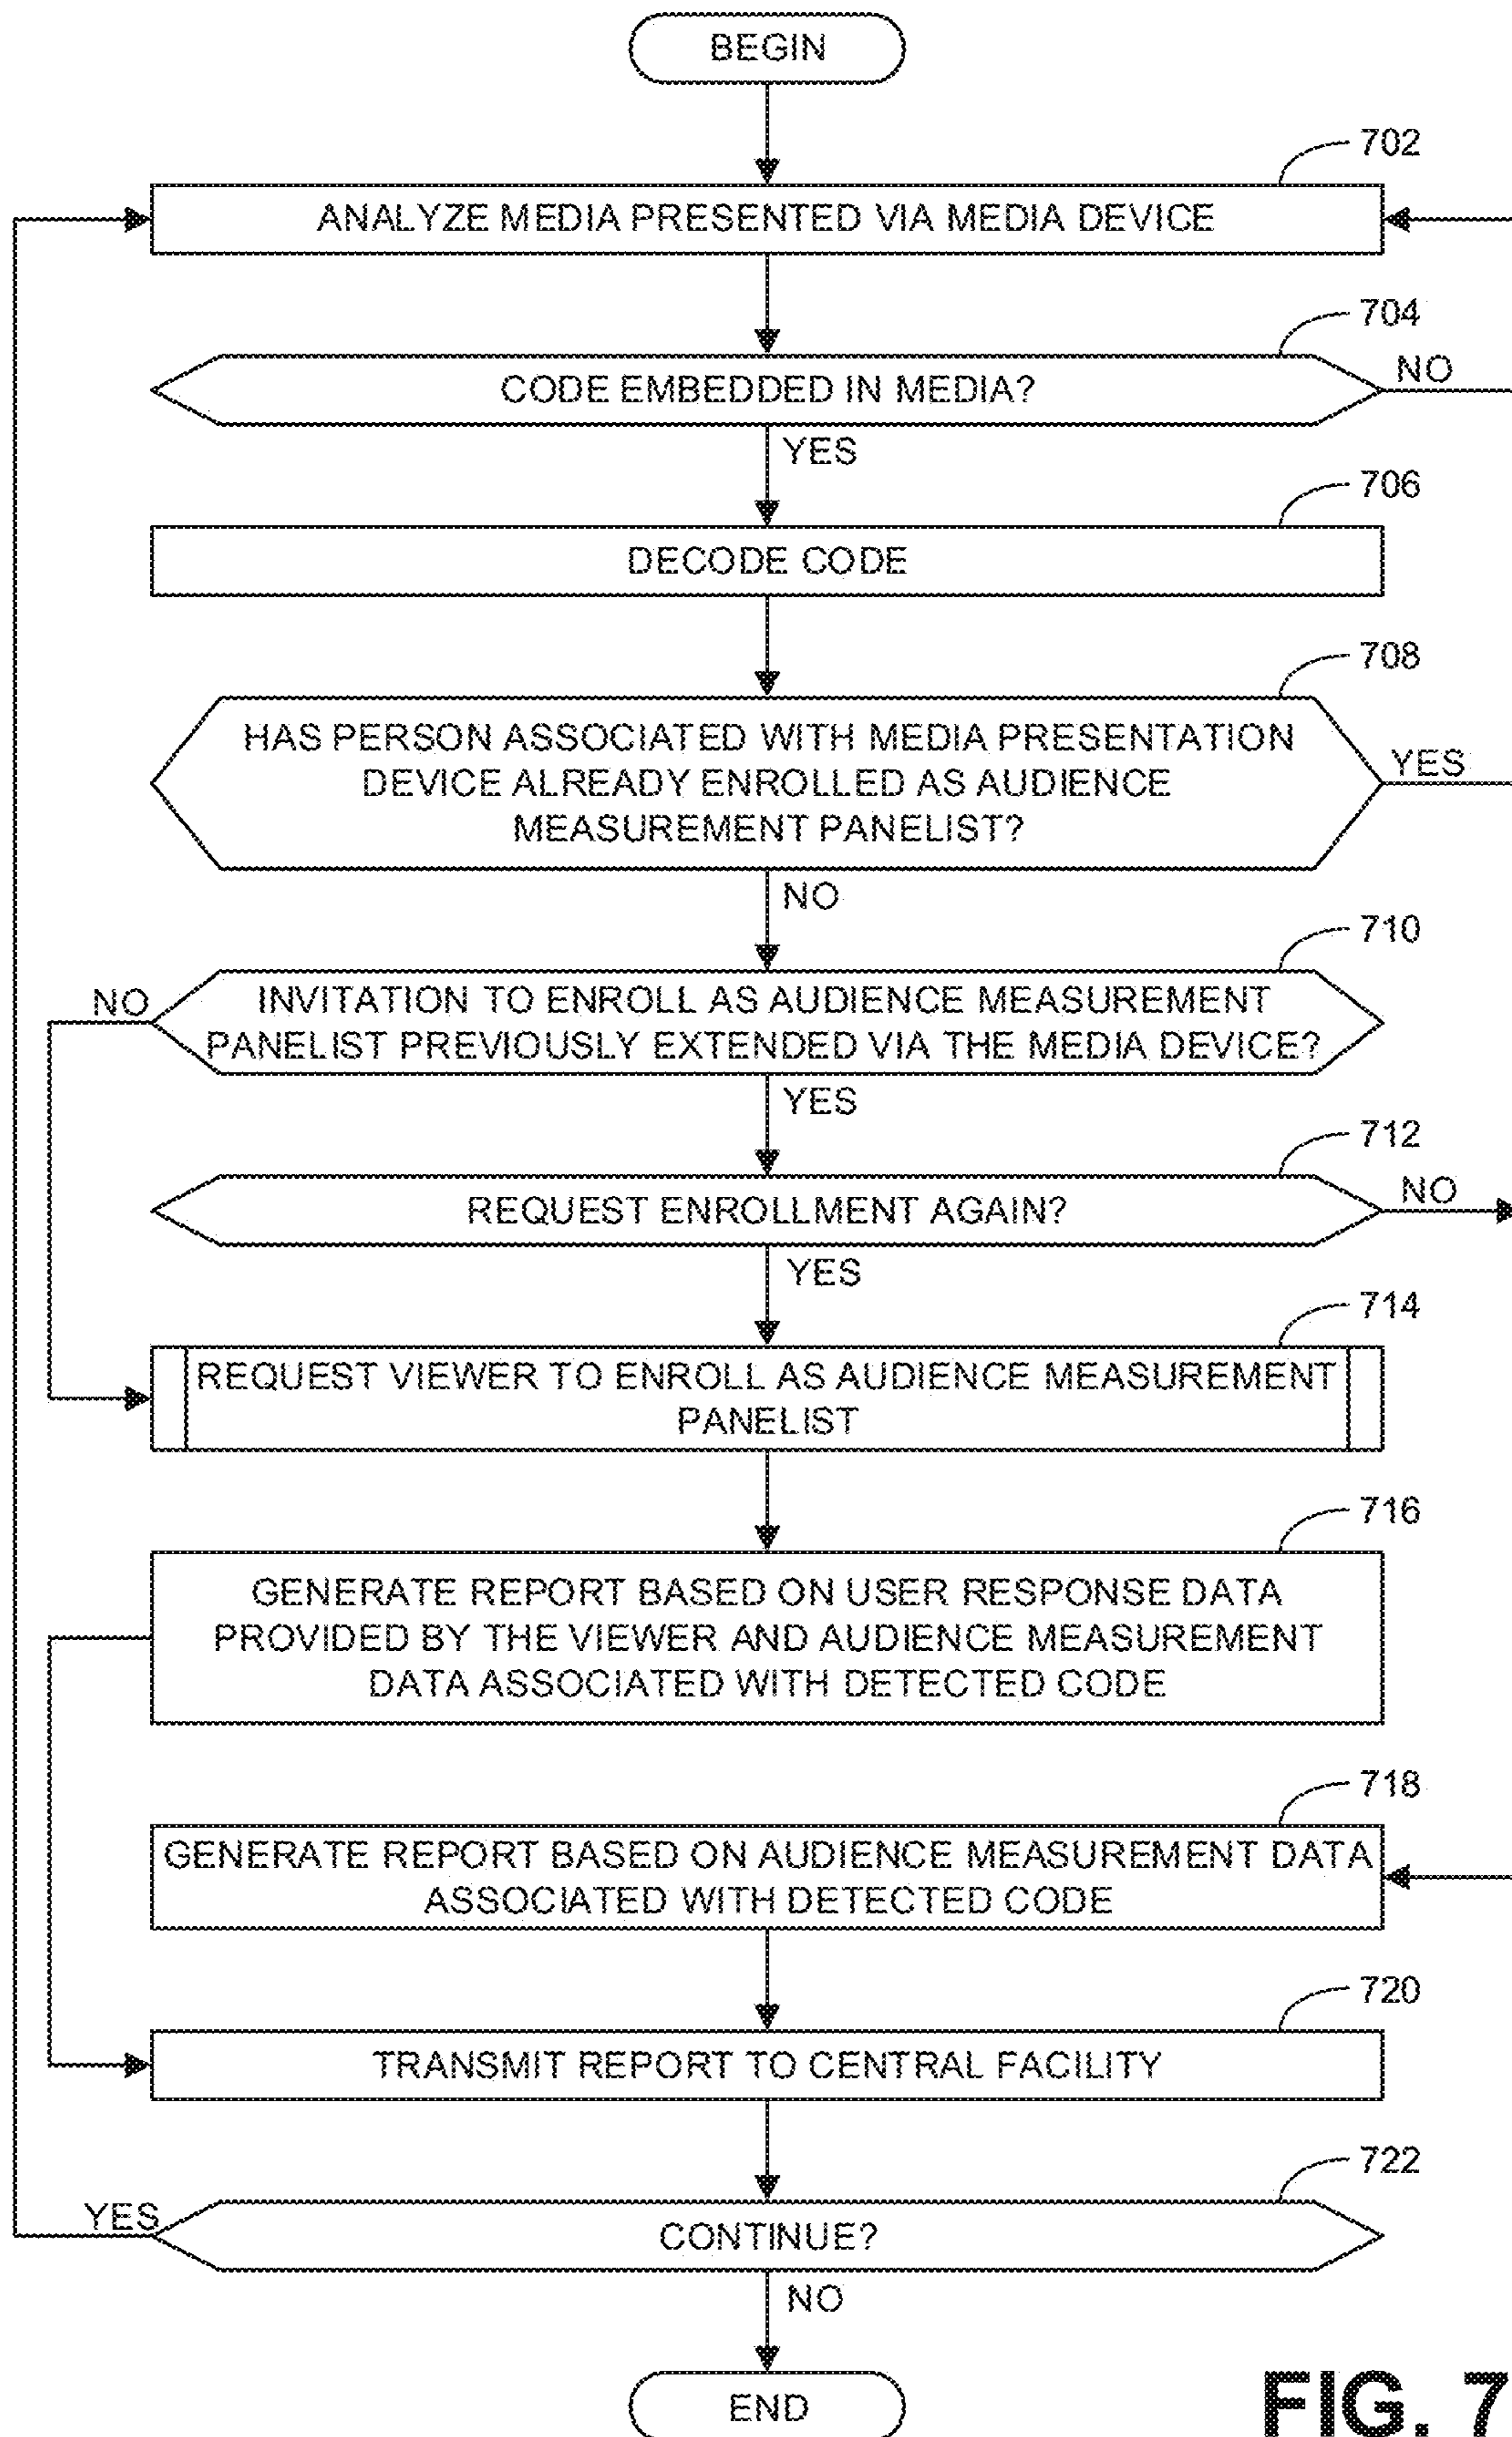 BEGIN
702
ANALYZE MEDIA PRESENTED VIA MEDIA DEVICE
704
CODE EMBEDDED IN MEDIA?
NO
YES
706
DECODE CODE
708
HAS PERSON ASSOCIATED WITH MEDIA PRESENTATION
DEVICE ALREADY ENROLLED AS AUDIENCE
MEASUREMENT PANELIST?
YES
NO
710
NO
INVITATION TO ENROLL AS AUDIENCE MEASUREMENT
PANELIST PREVIOUSLY EXTENDED VIA THE MEDIA DEVICE?
YES
712
REQUEST ENROLLMENT AGAIN?
NO
YES
714
REQUEST VIEWER TO ENROLL AS AUDIENCE MEASUREMENT
PANELIST
716
GENERATE REPORT BASED ON USER RESPONSE DATA
PROVIDED BY THE VIEWER AND AUDIENCE MEASUREMENT
DATA ASSOCIATED WITH DETECTED CODE
718
GENERATE REPORT BASED ON AUDIENCE MEASUREMENT DATA
ASSOCIATED WITH DETECTED CODE
720
TRANSMIT REPORT TO CENTRAL FACILITY
722
YES
CONTINUE?
NO
END
FIG. 7